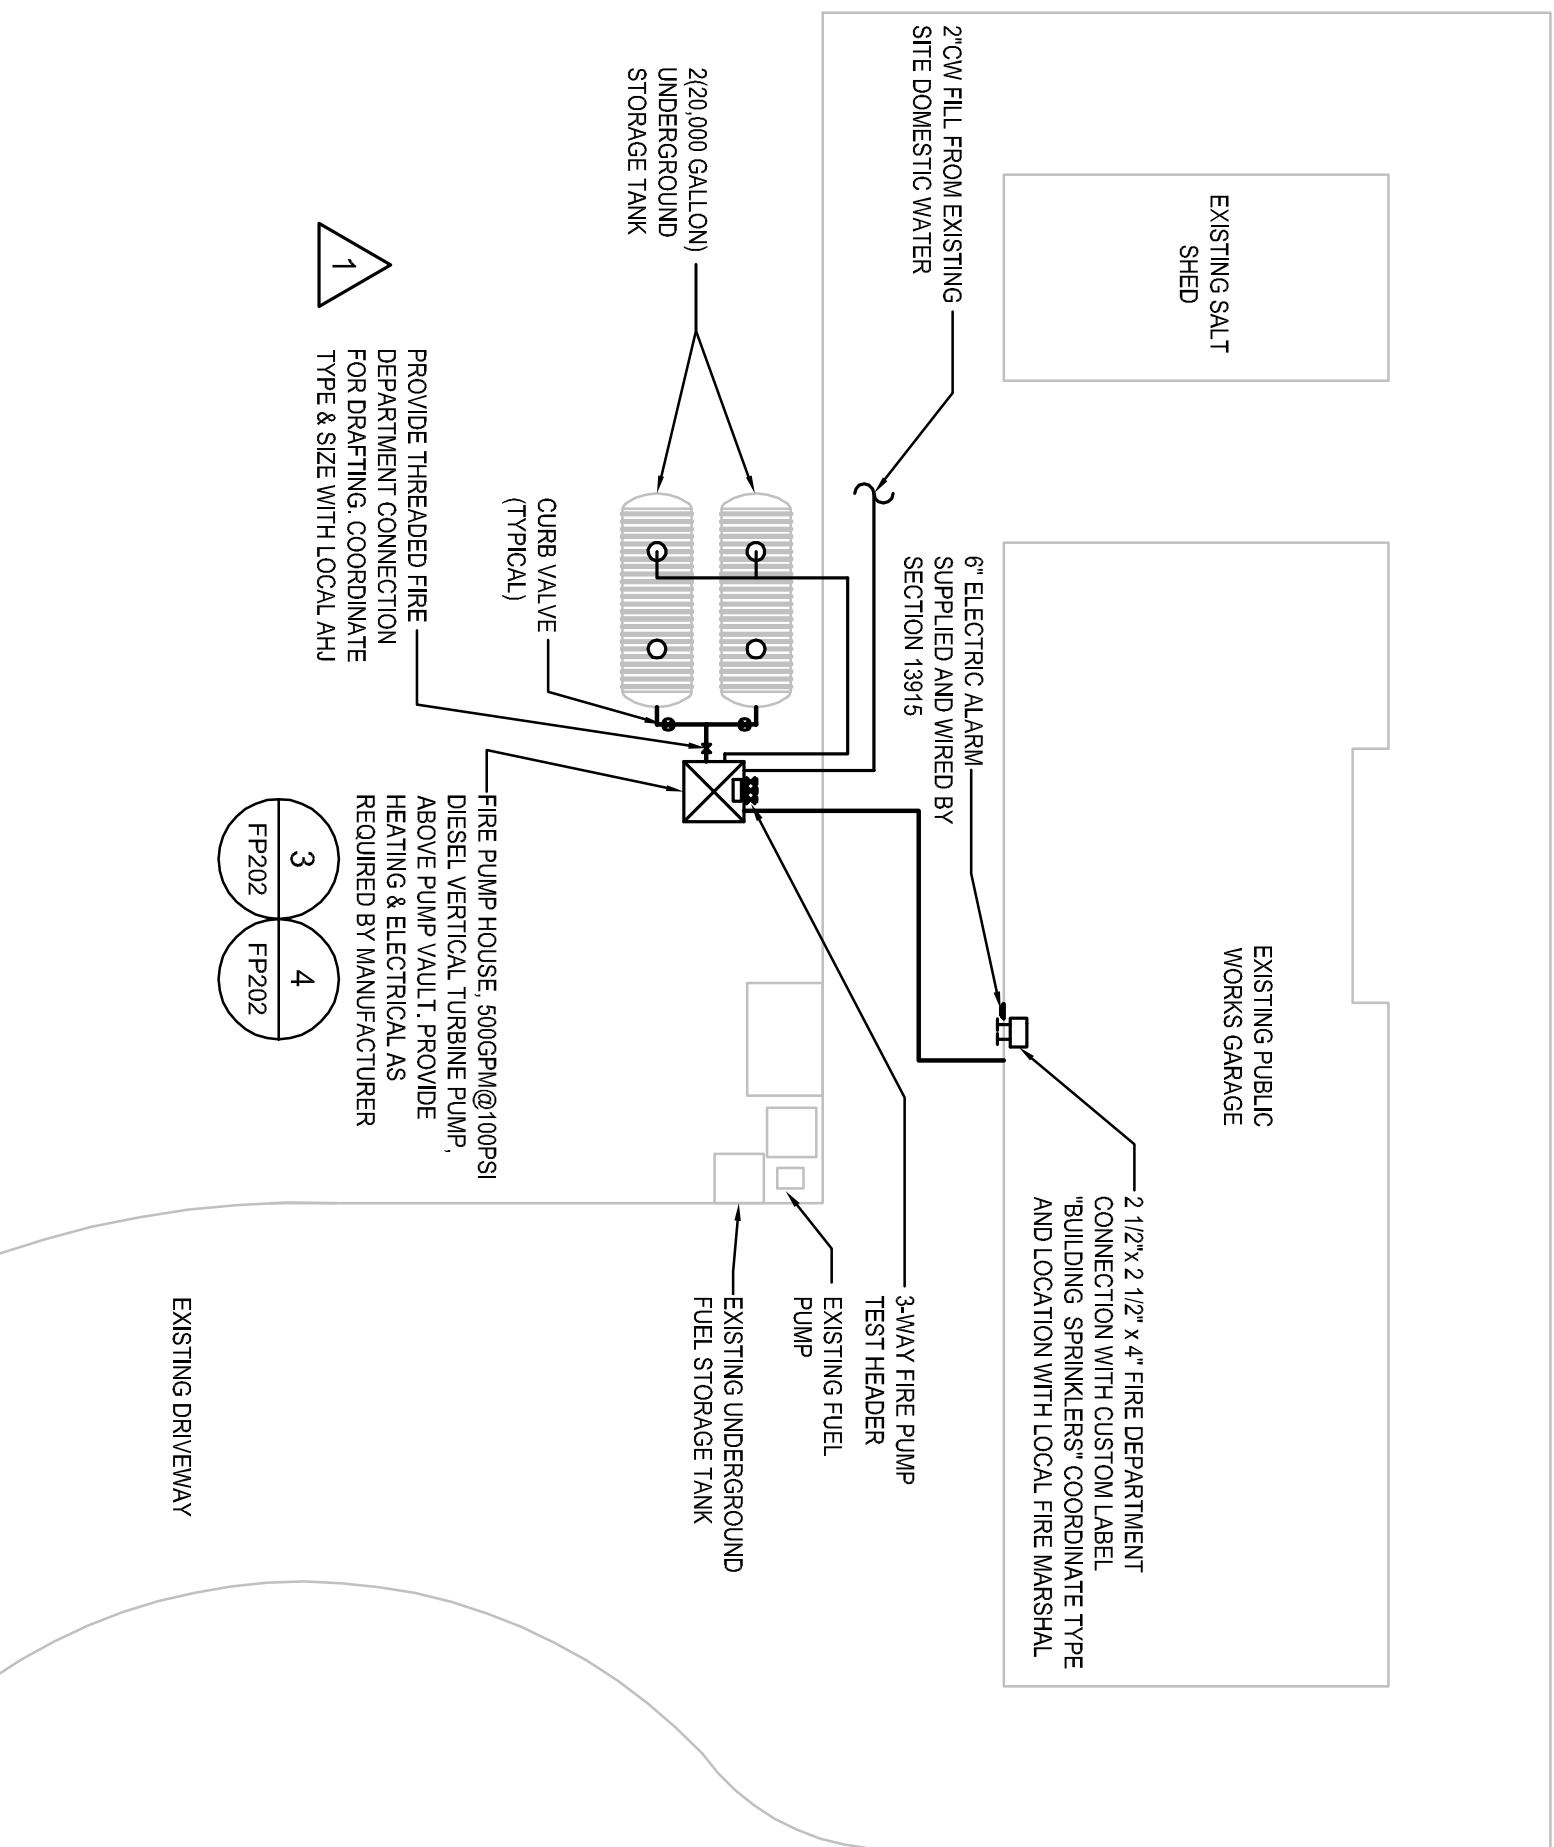 EXISTING SALT
SHED
EXISTING PUBLIC
WORKS GARAGE
2"CW FILL FROM EXISTING
SITE DOMESTIC WATER
6" ELECTRIC ALARM
SUPPLIED AND WIRED BY
SECTION 13915
2 1/2"x 2 1/2" x 4" FIRE DEPARTMENT
CONNECTION WITH CUSTOM LABEL
"BUILDING SPRINKLERS" COORDINATE TYPE
AND LOCATION WITH LOCAL FIRE MARSHAL
2(20,000 GALLON)
UNDERGROUND
STORAGE TANK
3-WAY FIRE PUMP
TEST HEADER
EXISTING FUEL
PUMP
EXISTING UNDERGROUND
FUEL STORAGE TANK
CURB VALVE
(TYPICAL)
1
PROVIDE THREADED FIRE
DEPARTMENT CONNECTION
FOR DRAFTING. COORDINATE
TYPE & SIZE WITH LOCAL AHJ
FIRE PUMP HOUSE, 500GPM@100PSI
DIESEL VERTICAL TURBINE PUMP,
ABOVE PUMP VAULT. PROVIDE
HEATING & ELECTRICAL AS
REQUIRED BY MANUFACTURER
3
FP202
4
FP202
EXISTING DRIVEWAY